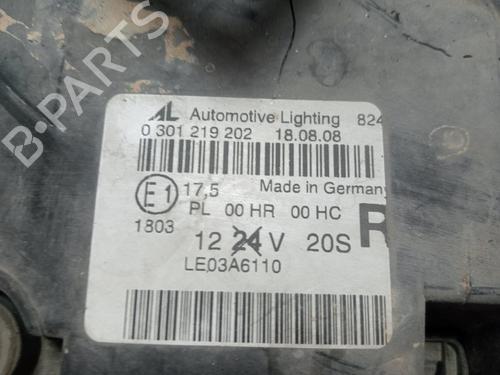 B-Parts
AL Automotive Lighting 824
0 301 219 202 18.08.08
E1 17,5 Made in Germany
PL 00 HR 00 HC
1803
12 24 V 20S R
LE03A6110